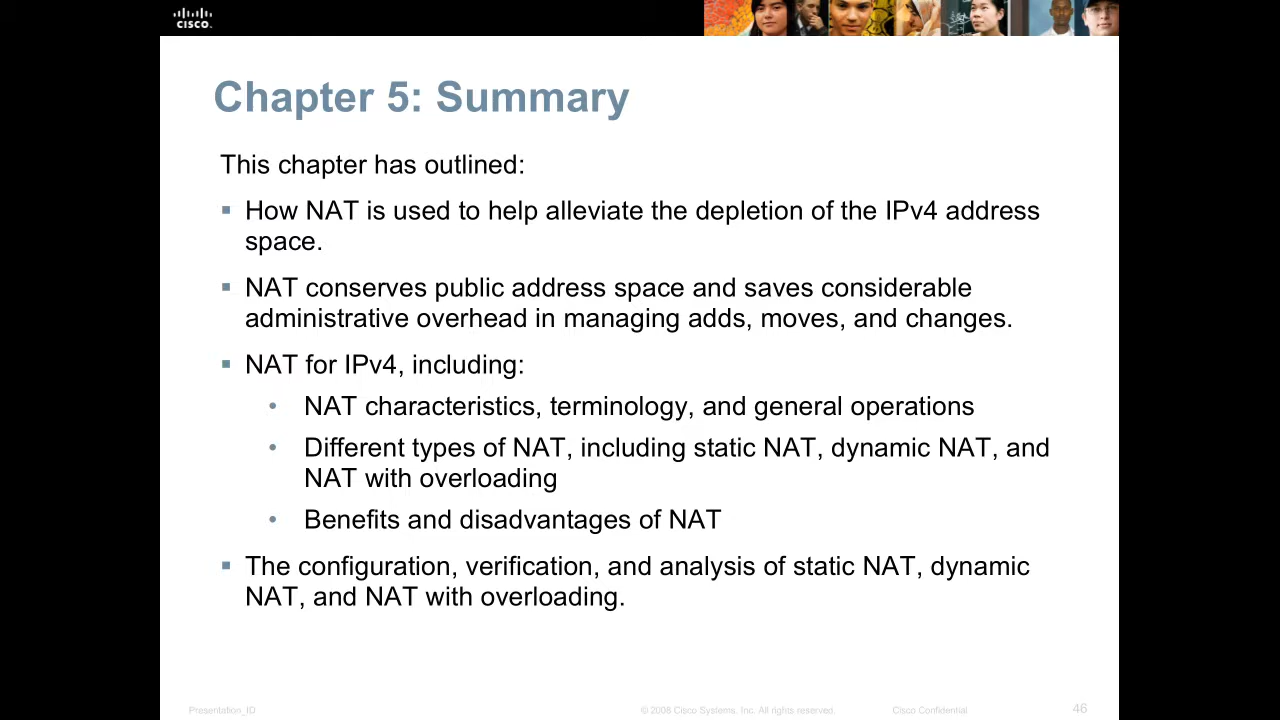 CISCO.
Chapter 5: Summary
This chapter has outlined:
How NAT is used to help alleviate the depletion of the IPv4 address
space.
NAT conserves public address space and saves considerable
administrative overhead in managing adds, moves, and changes.
NAT for IPv4, including:
NAT characteristics, terminology, and general operations
Different types of NAT, including static NAT, dynamic NAT, and
NAT with overloading
Benefits and disadvantages of NAT
The configuration, verification, and analysis of static NAT, dynamic
NAT, and NAT with overloading.
Presentation_ID © 2008 Cisco Systems, Inc. All rights reserved. Cisco Confidential 46